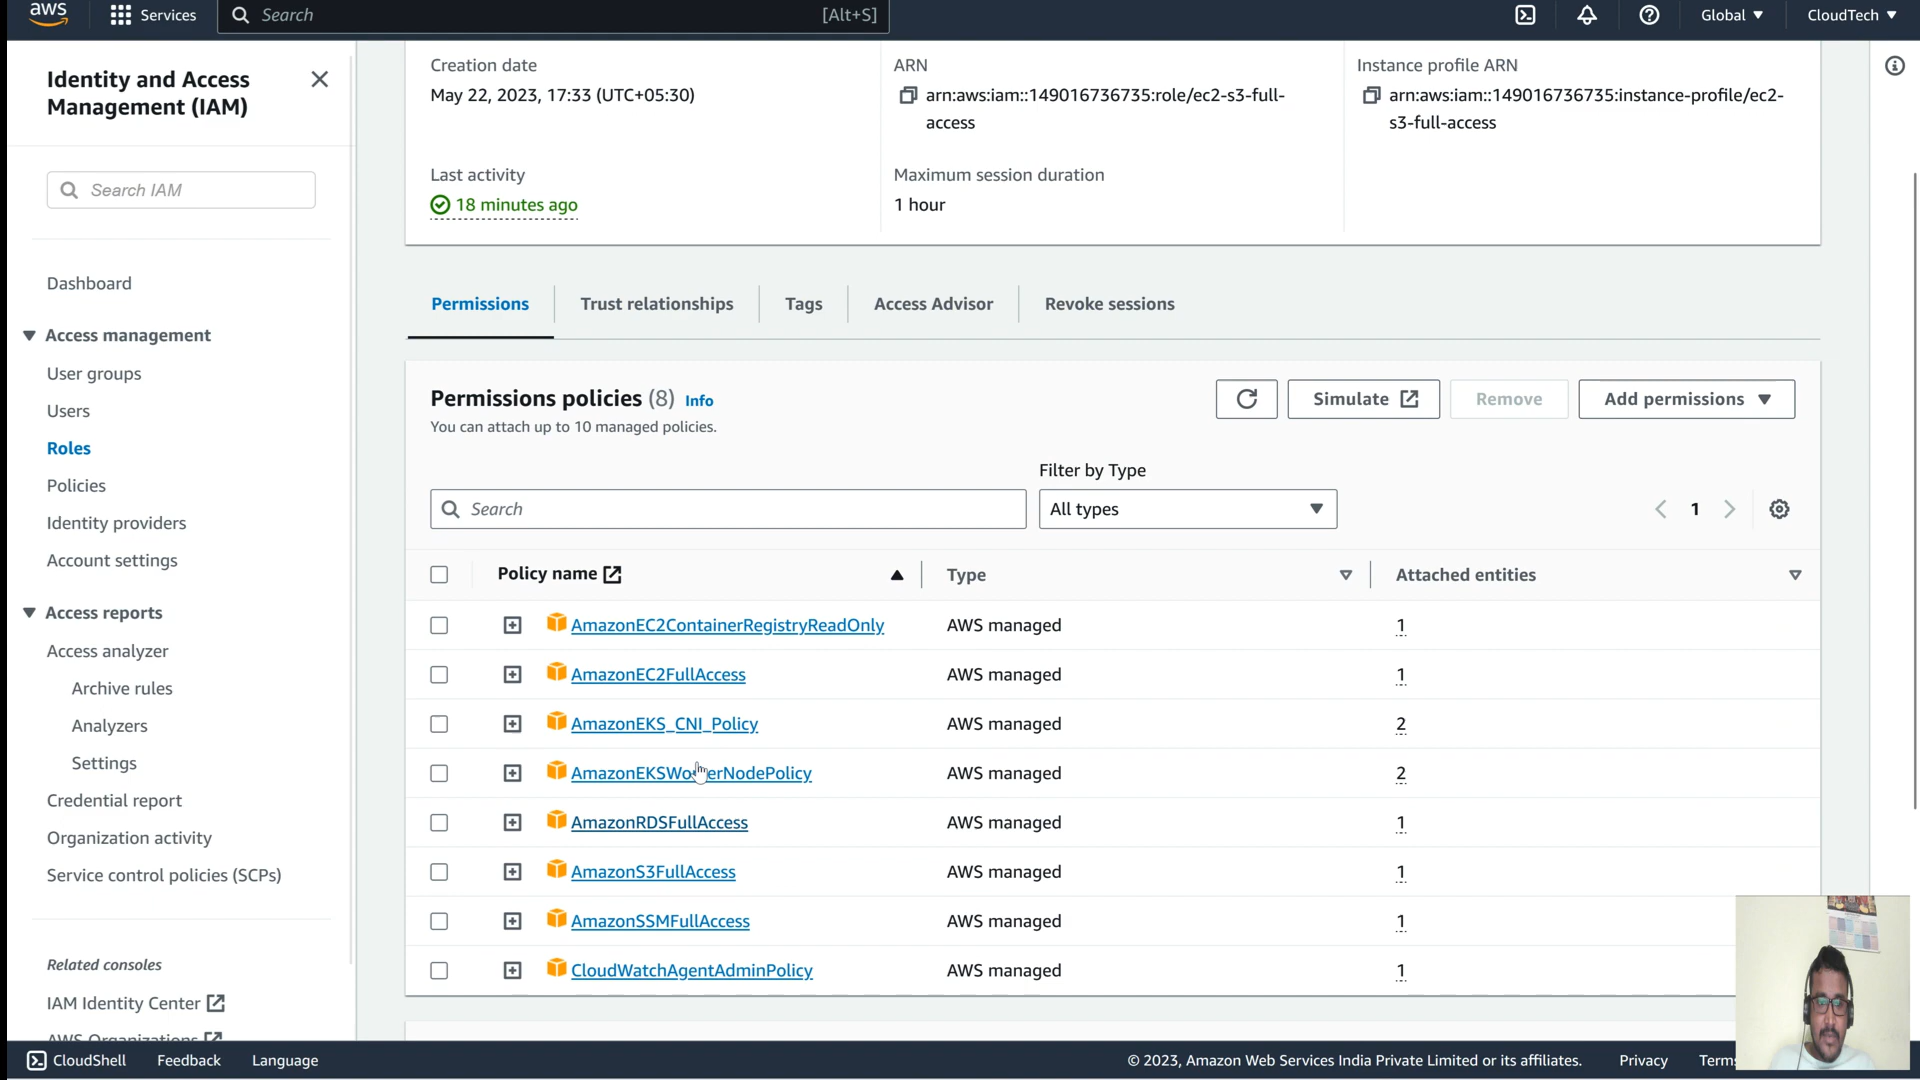 aws
Services
Search
[Alt+S]
Global
CloudTech
Identity and Access
Management (IAM)
Search IAM
Dashboard
Access management
User groups
Users
Roles
Policies
Identity providers
Account settings
Access reports
Access analyzer
Archive rules
Analyzers
Settings
Credential report
Organization activity
Service control policies (SCPs)
Related consoles
IAM Identity Center
AWS Organizations
Creation date
May 22, 2023, 17:33 (UTC+05:30)
ARN
arn:aws:iam::149016736735:role/ec2-s3-full-
access
Instance profile ARN
arn:aws:iam::149016736735:instance-profile/ec2-
s3-full-access
Last activity
18 minutes ago
Maximum session duration
1 hour
Permissions
Trust relationships
Tags
Access Advisor
Revoke sessions
Permissions policies (8) Info
You can attach up to 10 managed policies.
Simulate
Remove
Add permissions
Filter by Type
Search
All types
1
Policy name
Type
Attached entities
AmazonEC2ContainerRegistryReadOnly AWS managed 1
AmazonEC2FullAccess AWS managed 1
AmazonEKS_CNI_Policy AWS managed 2
AmazonEKSWorkerNodePolicy AWS managed 2
AmazonRDSFullAccess AWS managed 1
AmazonS3FullAccess AWS managed 1
AmazonSSMFullAccess AWS managed 1
CloudWatchAgentAdminPolicy AWS managed 1
CloudShell
Feedback
Language
© 2023, Amazon Web Services India Private Limited or its affiliates.
Privacy
Terms